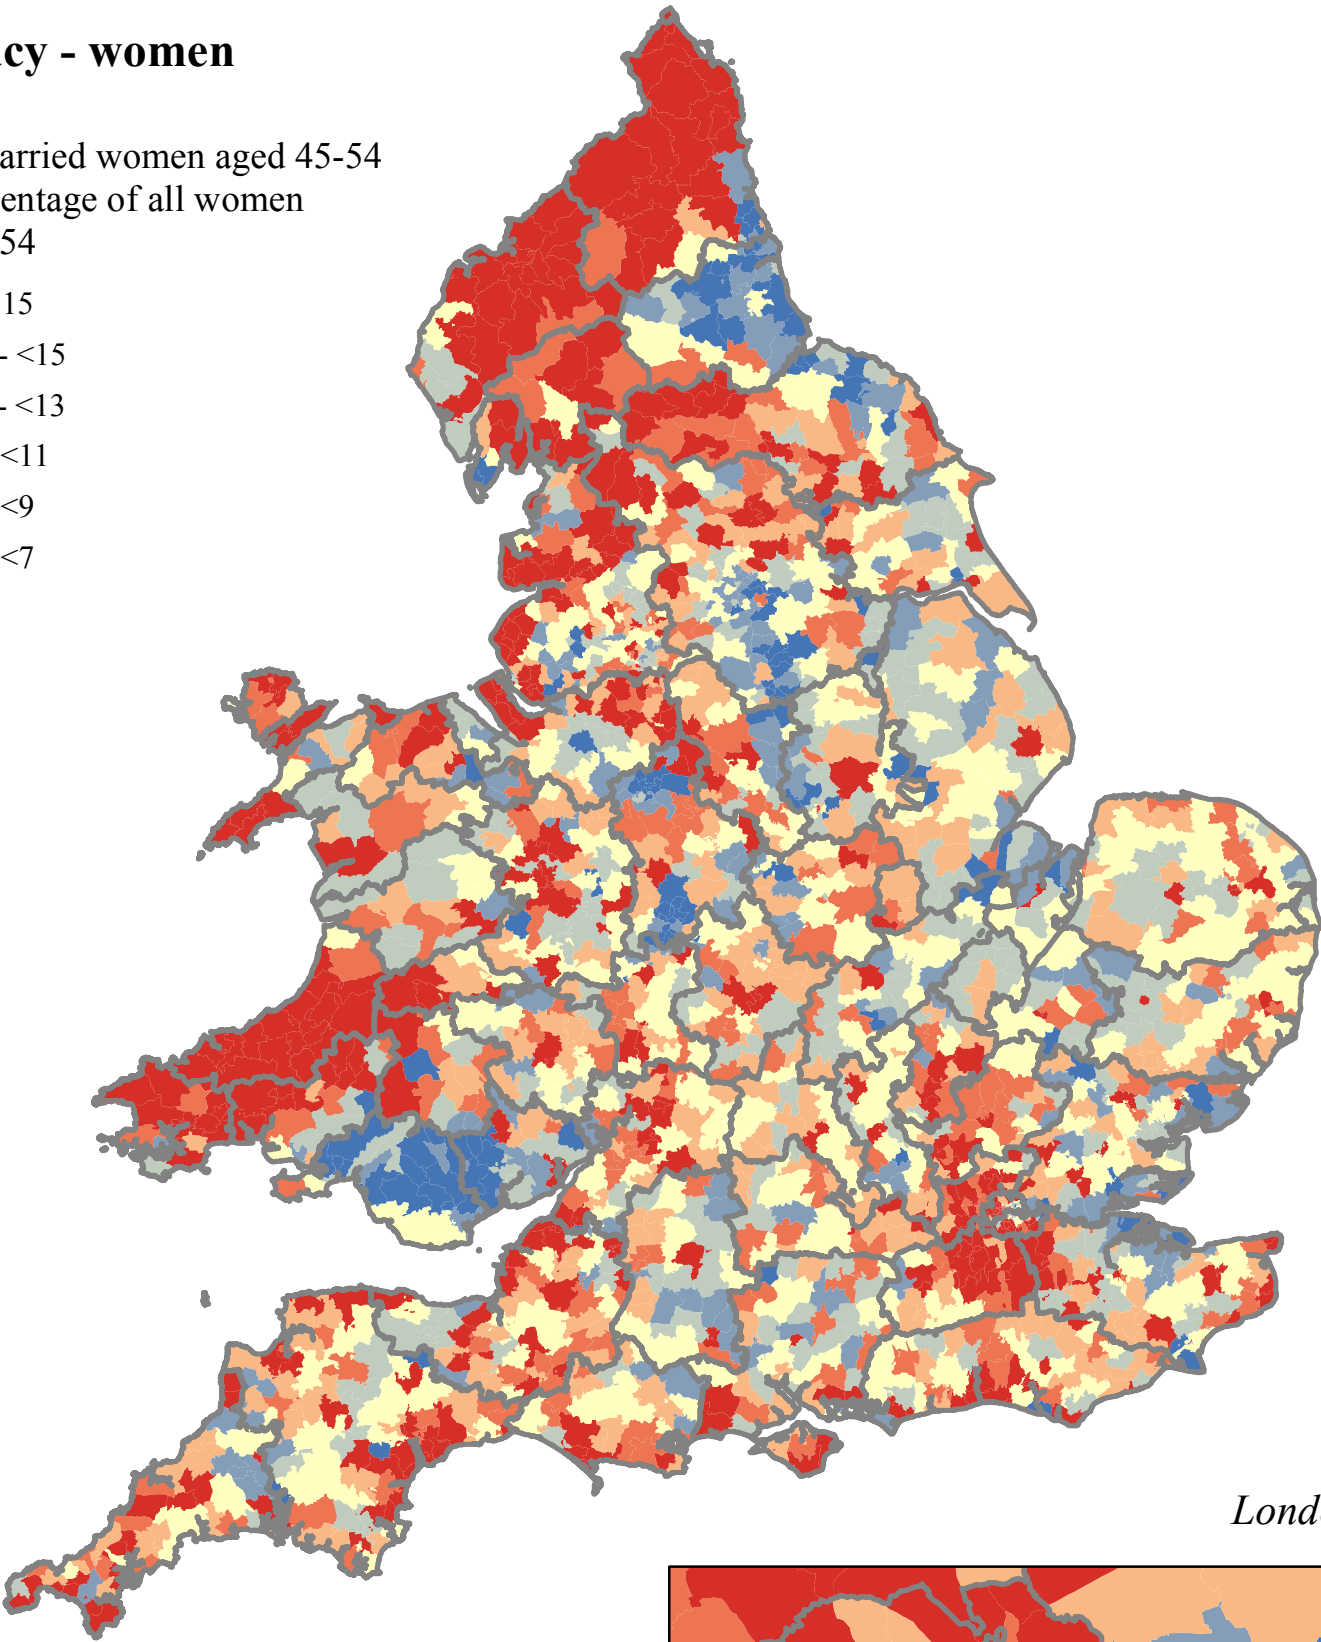 cy - women
arried women aged 45-54
entage of all women
54
15
- <15
- <13
<11
<9
<7
Lond